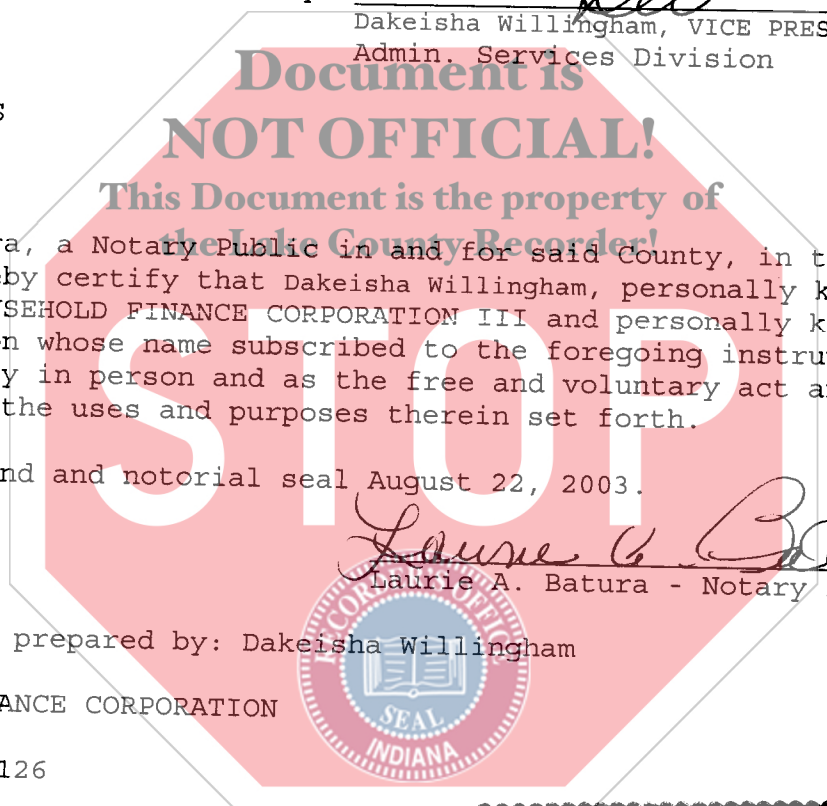 Dakeisha Willingham, VICE PRES
Admin. Services Division
Document is
NOT OFFICIAL!
This Document is the property of
the Lake County Recorder!
a, a Notary Public in and for said County, in t
by certify that Dakeisha Willingham, personally k
SEHOLD FINANCE CORPORATION III and personally k
n whose name subscribed to the foregoing instru
y in person and as the free and voluntary act a
the uses and purposes therein set forth.
STOP
nd and notorial seal August 22, 2003.
Laurie A. Ba
Laurie A. Batura - Notary
RECORDER'S OFFICE
prepared by: Dakeisha Willingham
ANCE CORPORATION
SEAL
INDIANA
126